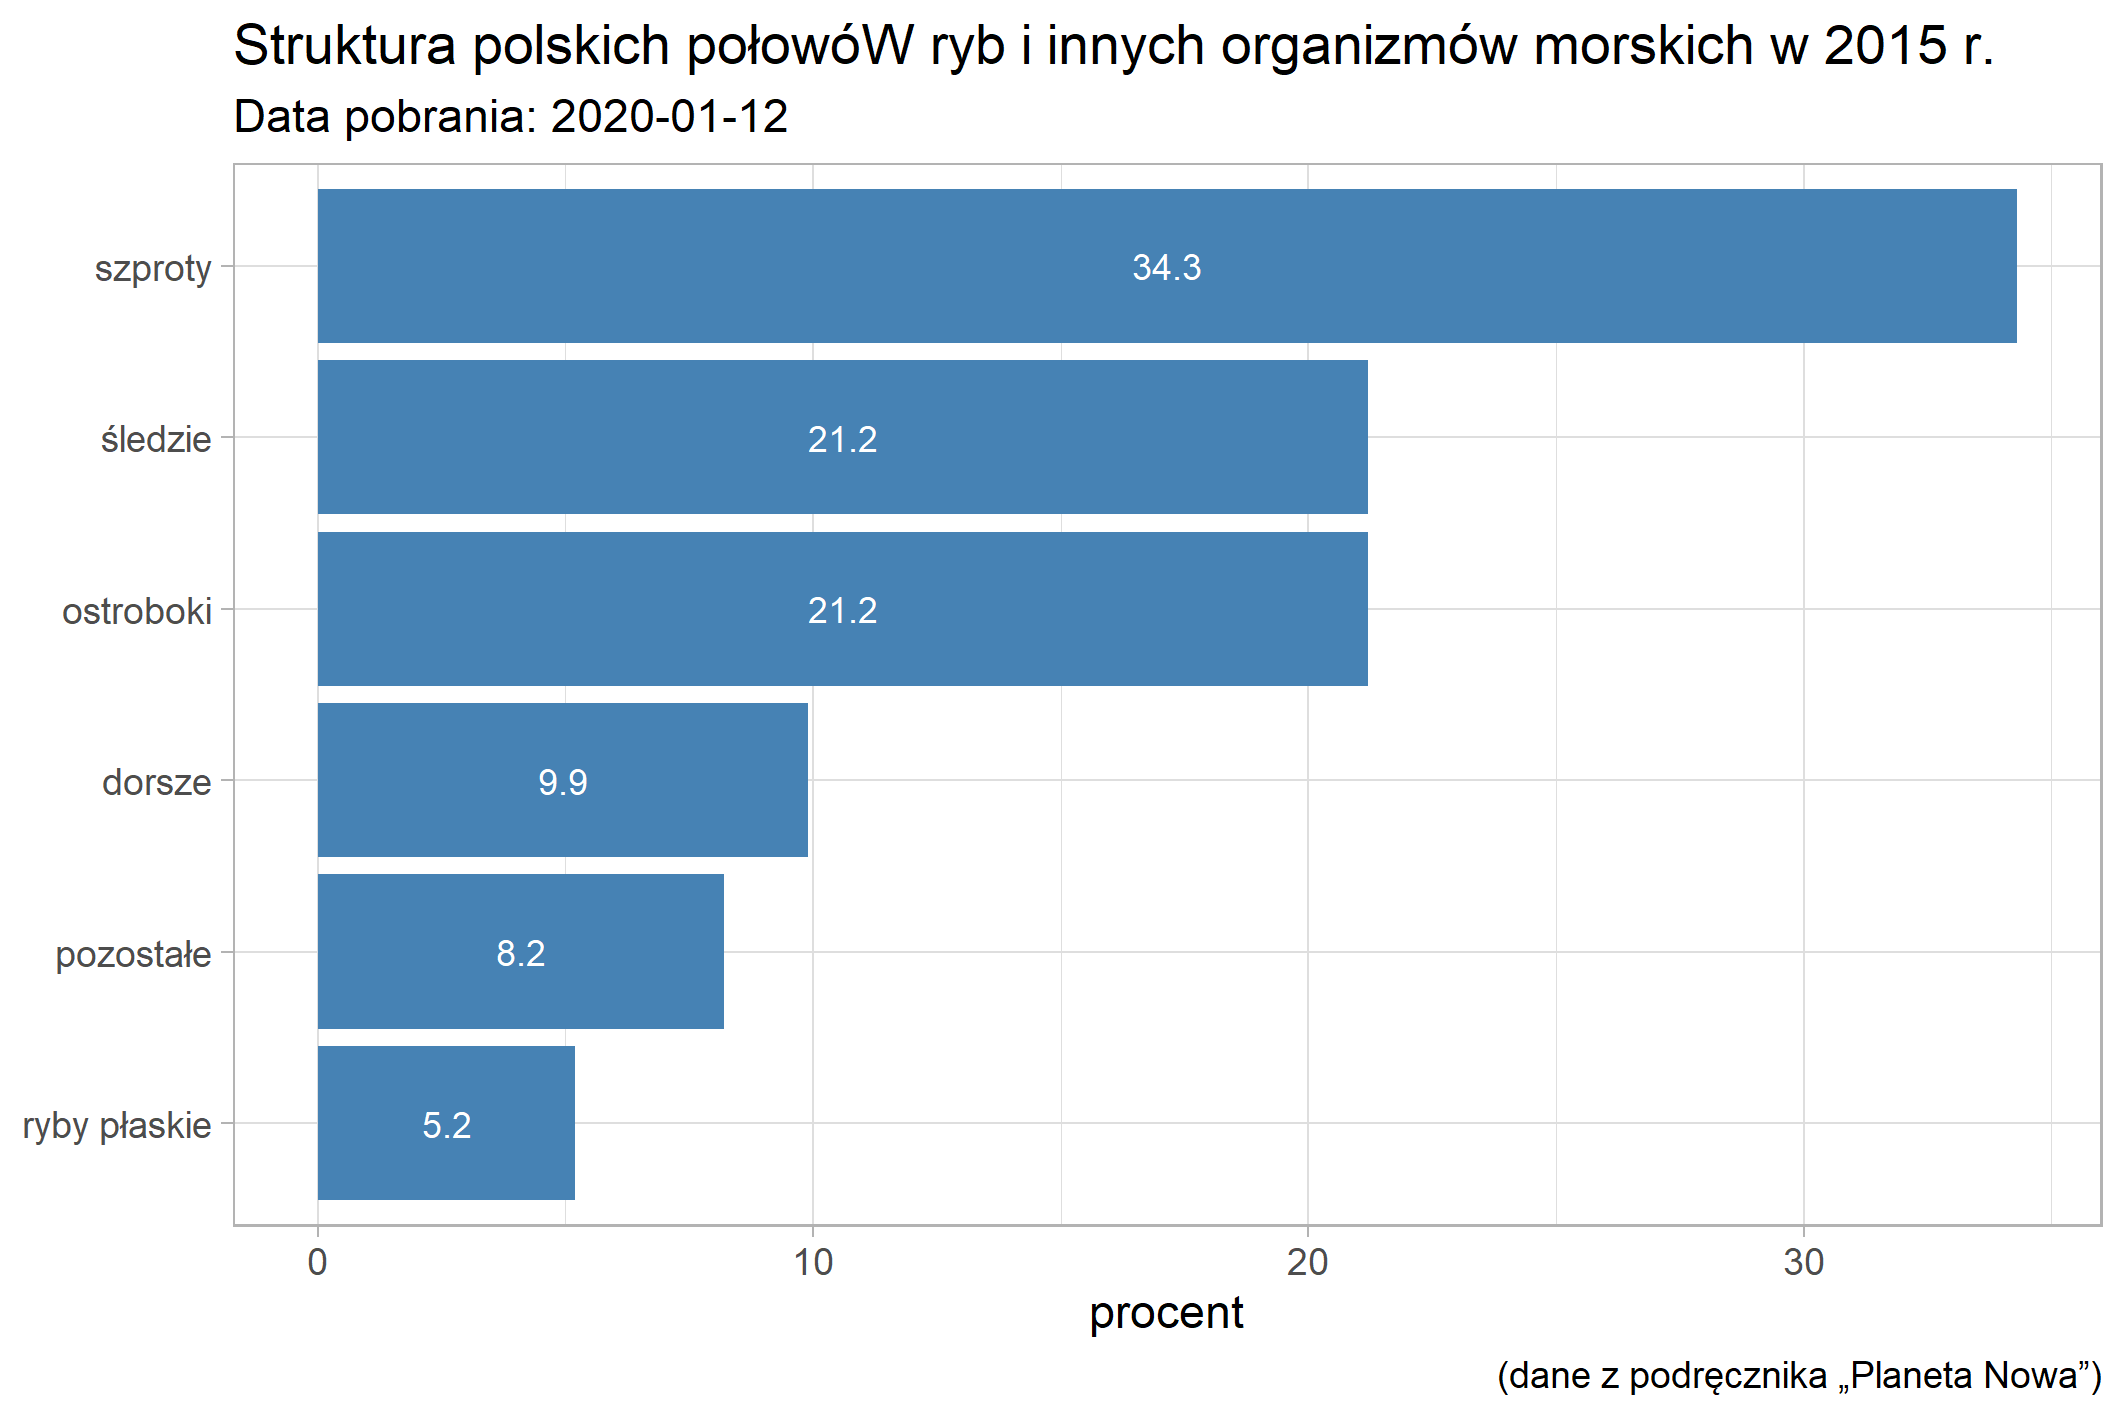 Struktura polskich połowóW ryb i innych organizmów morskich w 2015 r.
Data pobrania: 2020-01-12
szproty
34.3
śledzie
21.2
ostroboki
21.2
dorsze
9.9
pozostałe
8.2
ryby płaskie
5.2
0 10 20 30
procent
(dane z podręcznika „Planeta Nowa”)